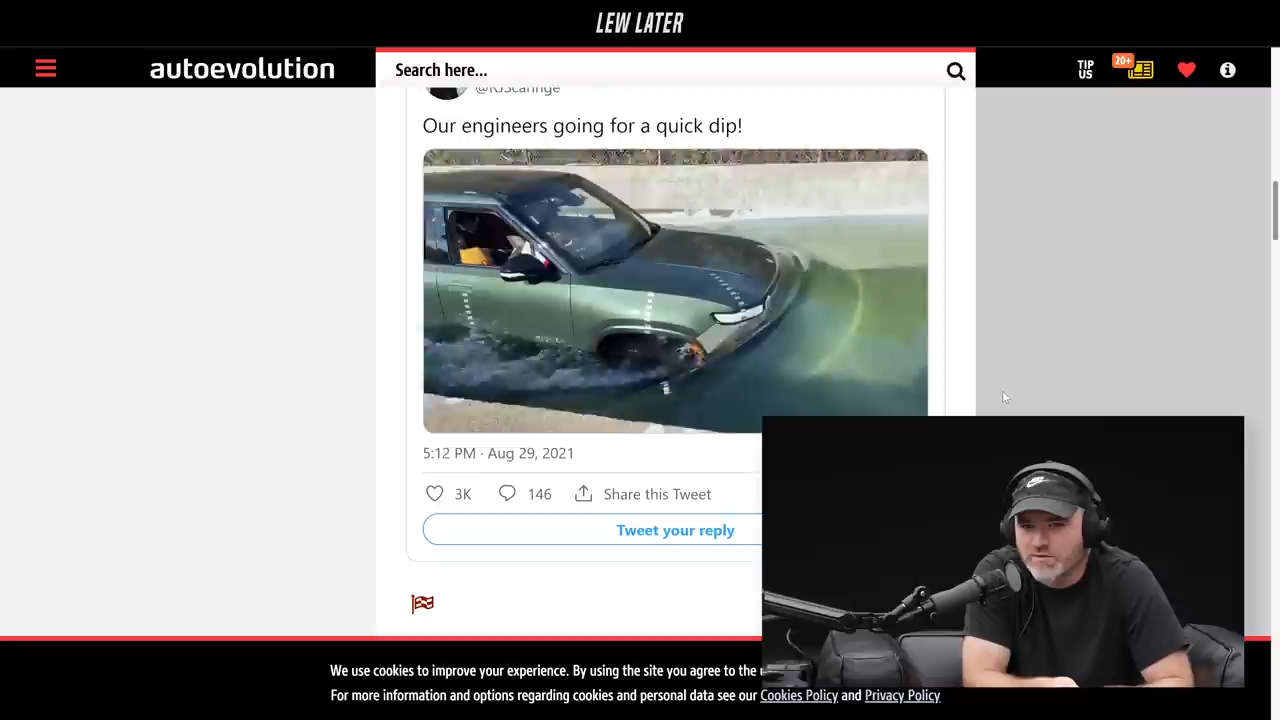 LEW LATER
autoevolution
Search here...
TIP
US
20+
Our engineers going for a quick dip!
5:12 PM · Aug 29, 2021
3K
146
Share this Tweet
Tweet your reply
We use cookies to improve your experience. By using the site you agree to the
For more information and options regarding cookies and personal data see our Cookies Policy and Privacy Policy